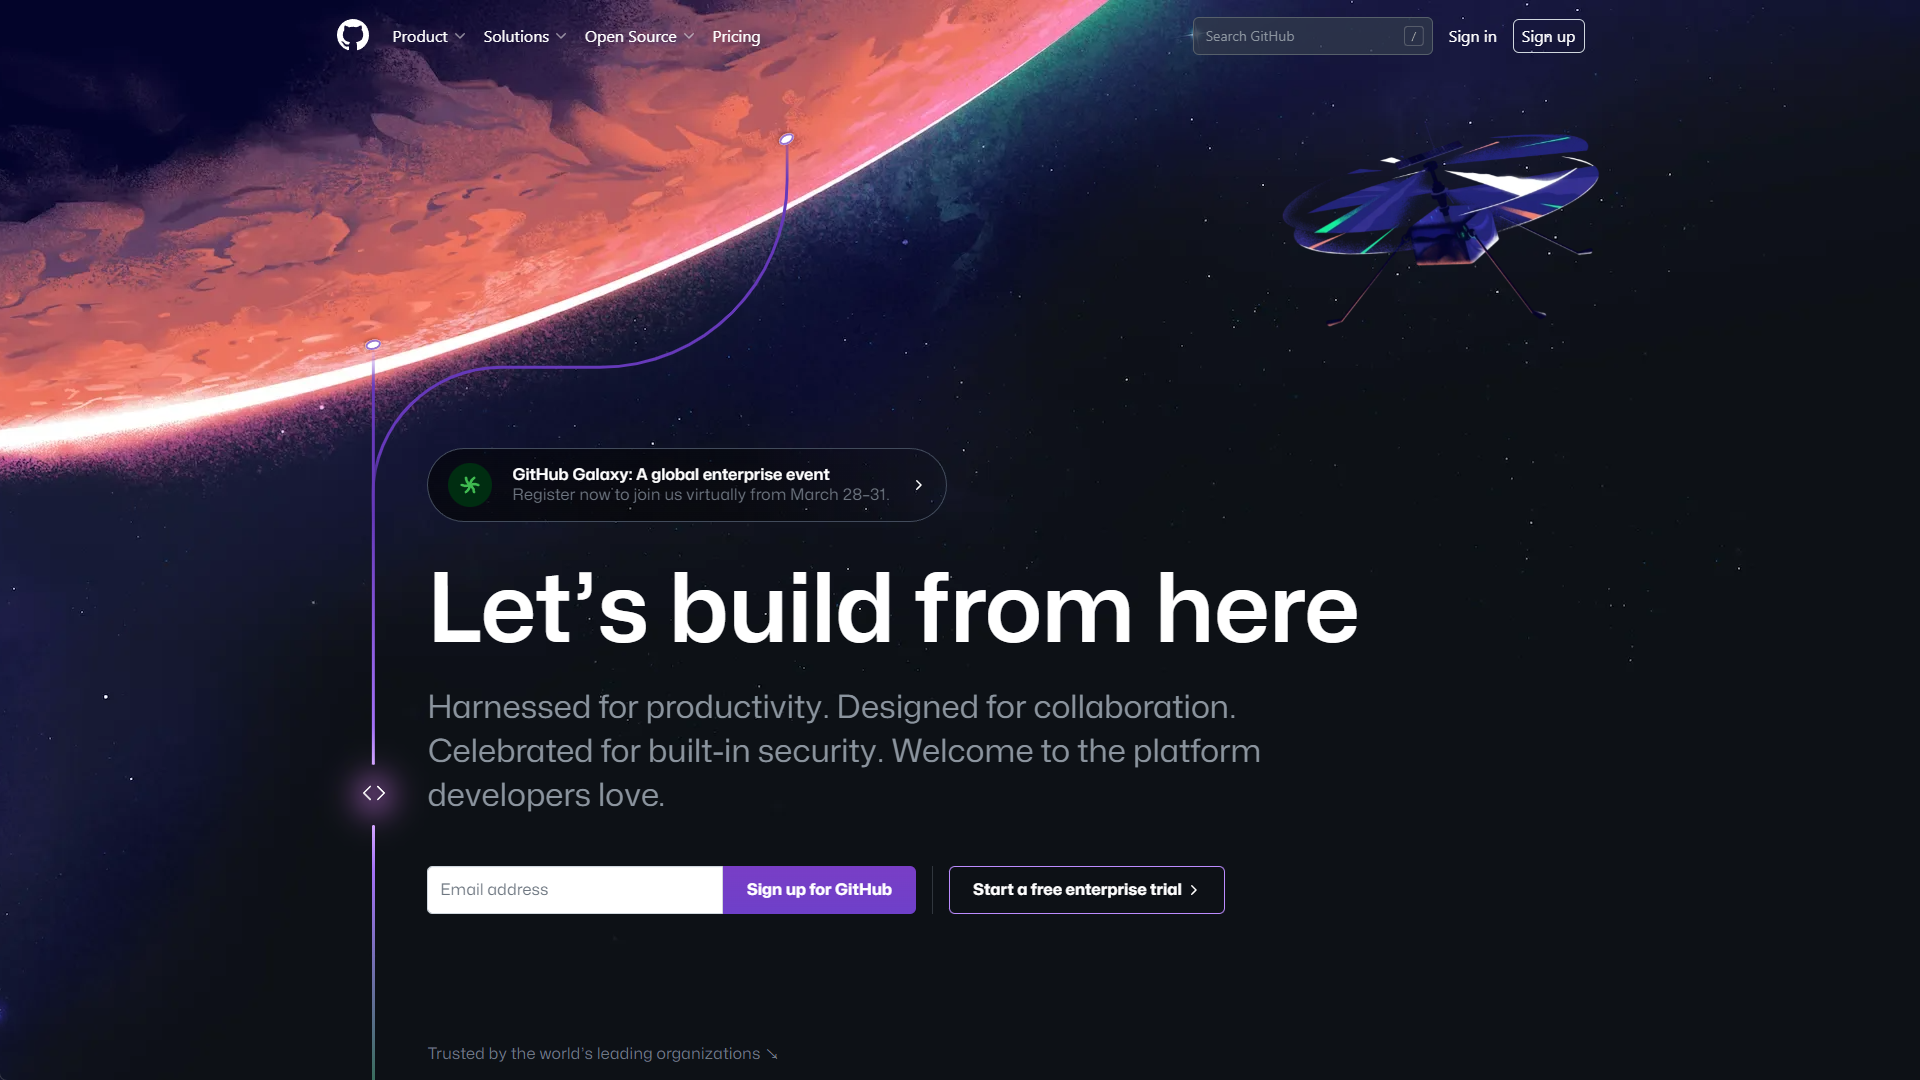 Product
Solutions
Open Source
Pricing
Search GitHub
/
Sign in
Sign up
GitHub Galaxy: A global enterprise event
Register now to join us virtually from March 28–31.
Let’s build from here
Harnessed for productivity. Designed for collaboration.
Celebrated for built-in security. Welcome to the platform
developers love.
Email address
Sign up for GitHub
Start a free enterprise trial
Trusted by the world’s leading organizations ↘